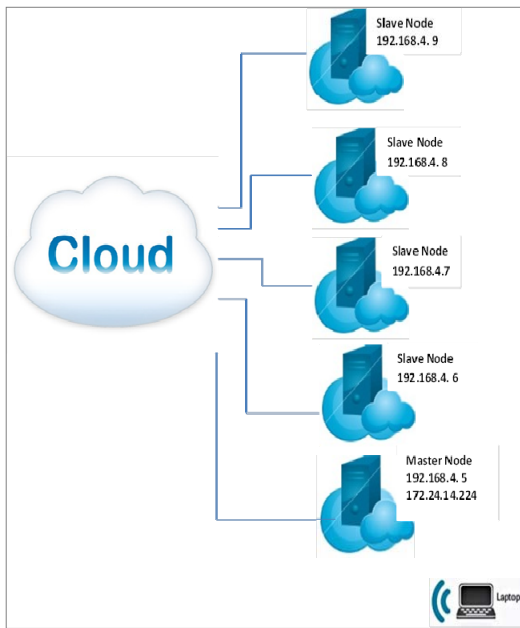 Slave Node
192.168.4. 9
Slave Node
192.168.4. 8
Cloud
Slave Node
192.168.4.7
Slave Node
192.168.4. 6
Master Node
192.168.4. 5
172.24.14.224
Laptop